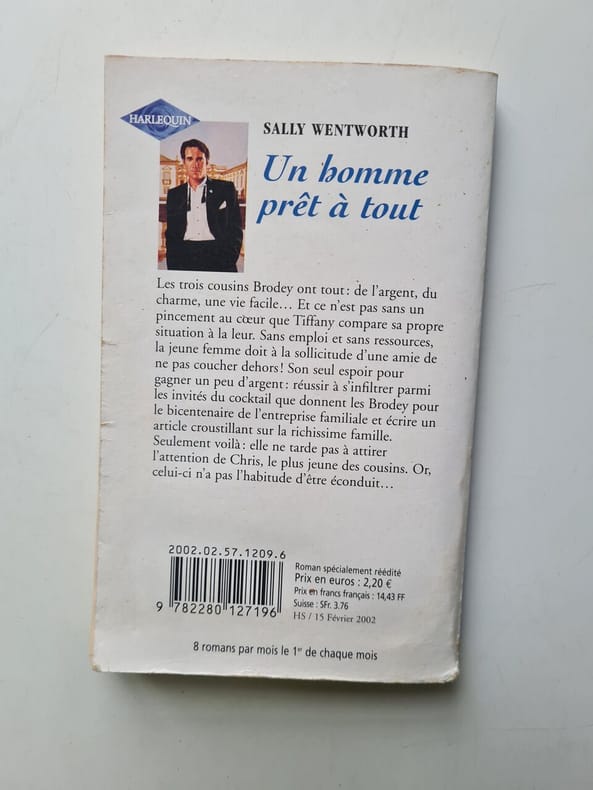 HARLEQUIN
SALLY WENTWORTH
Un homme
prêt à tout
Les trois cousins Brodey ont tout : de l'argent, du
charme, une vie facile… Et ce n'est pas sans un
pincement au cœur que Tiffany compare sa propre
situation à la leur. Sans emploi et sans ressources,
la jeune femme doit à la sollicitude d'une amie de
ne pas coucher dehors ! Son seul espoir pour
gagner un peu d'argent : réussir à s'infiltrer parmi
les invités du cocktail que donnent les Brodey pour
le bicentenaire de l'entreprise familiale et écrire un
article croustillant sur la richissime famille.
Seulement voilà : elle ne tarde pas à attirer
l'attention de Chris, le plus jeune des cousins. Or,
celui-ci n'a pas l'habitude d'être éconduit…
2002.02.57.1209.6
9 782280 127196
Roman spécialement réédité
Prix en euros : 2,20 €
Prix en francs français : 14,43 FF
Suisse : SFr. 3.76
HS / 15 Février 2002
8 romans par mois le 1er de chaque mois